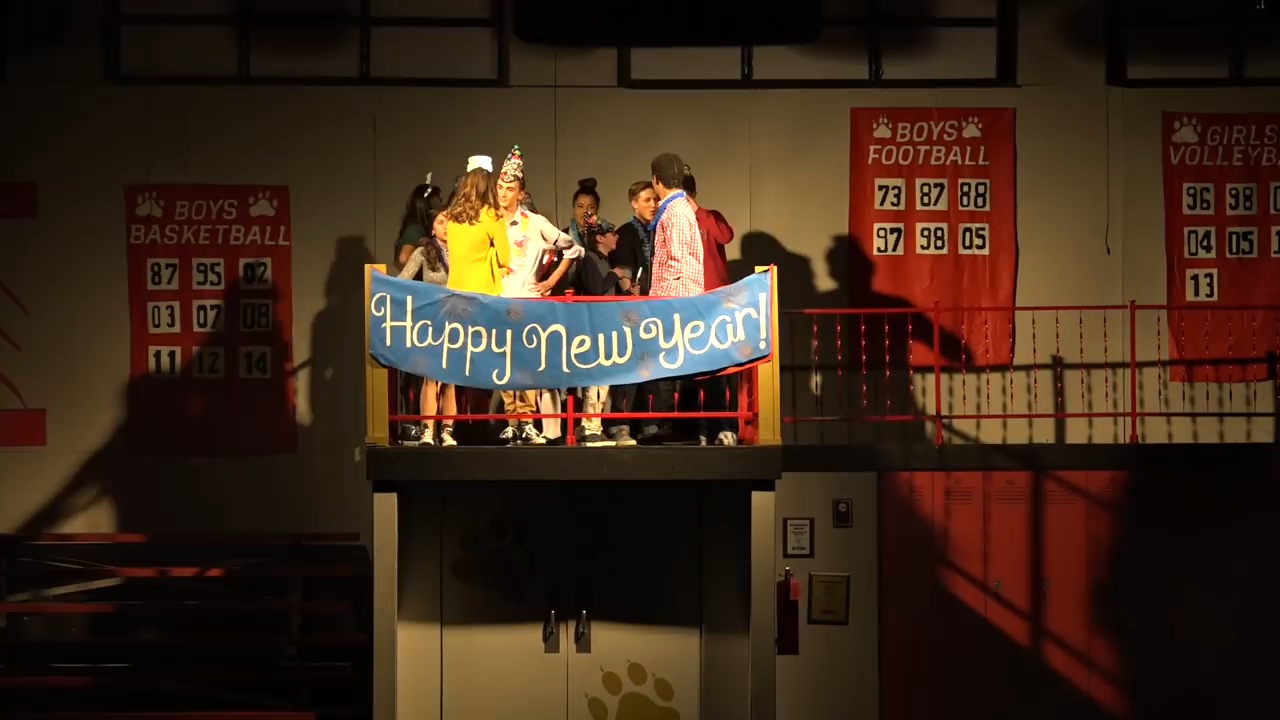 BOYS
BASKETBALL
87 95 02
03 07 08
11 12 14
Happy New Year!
BOYS
FOOTBALL
73 87 88
97 98 05
GIRLS
VOLLEYB
96 98
04 05
13